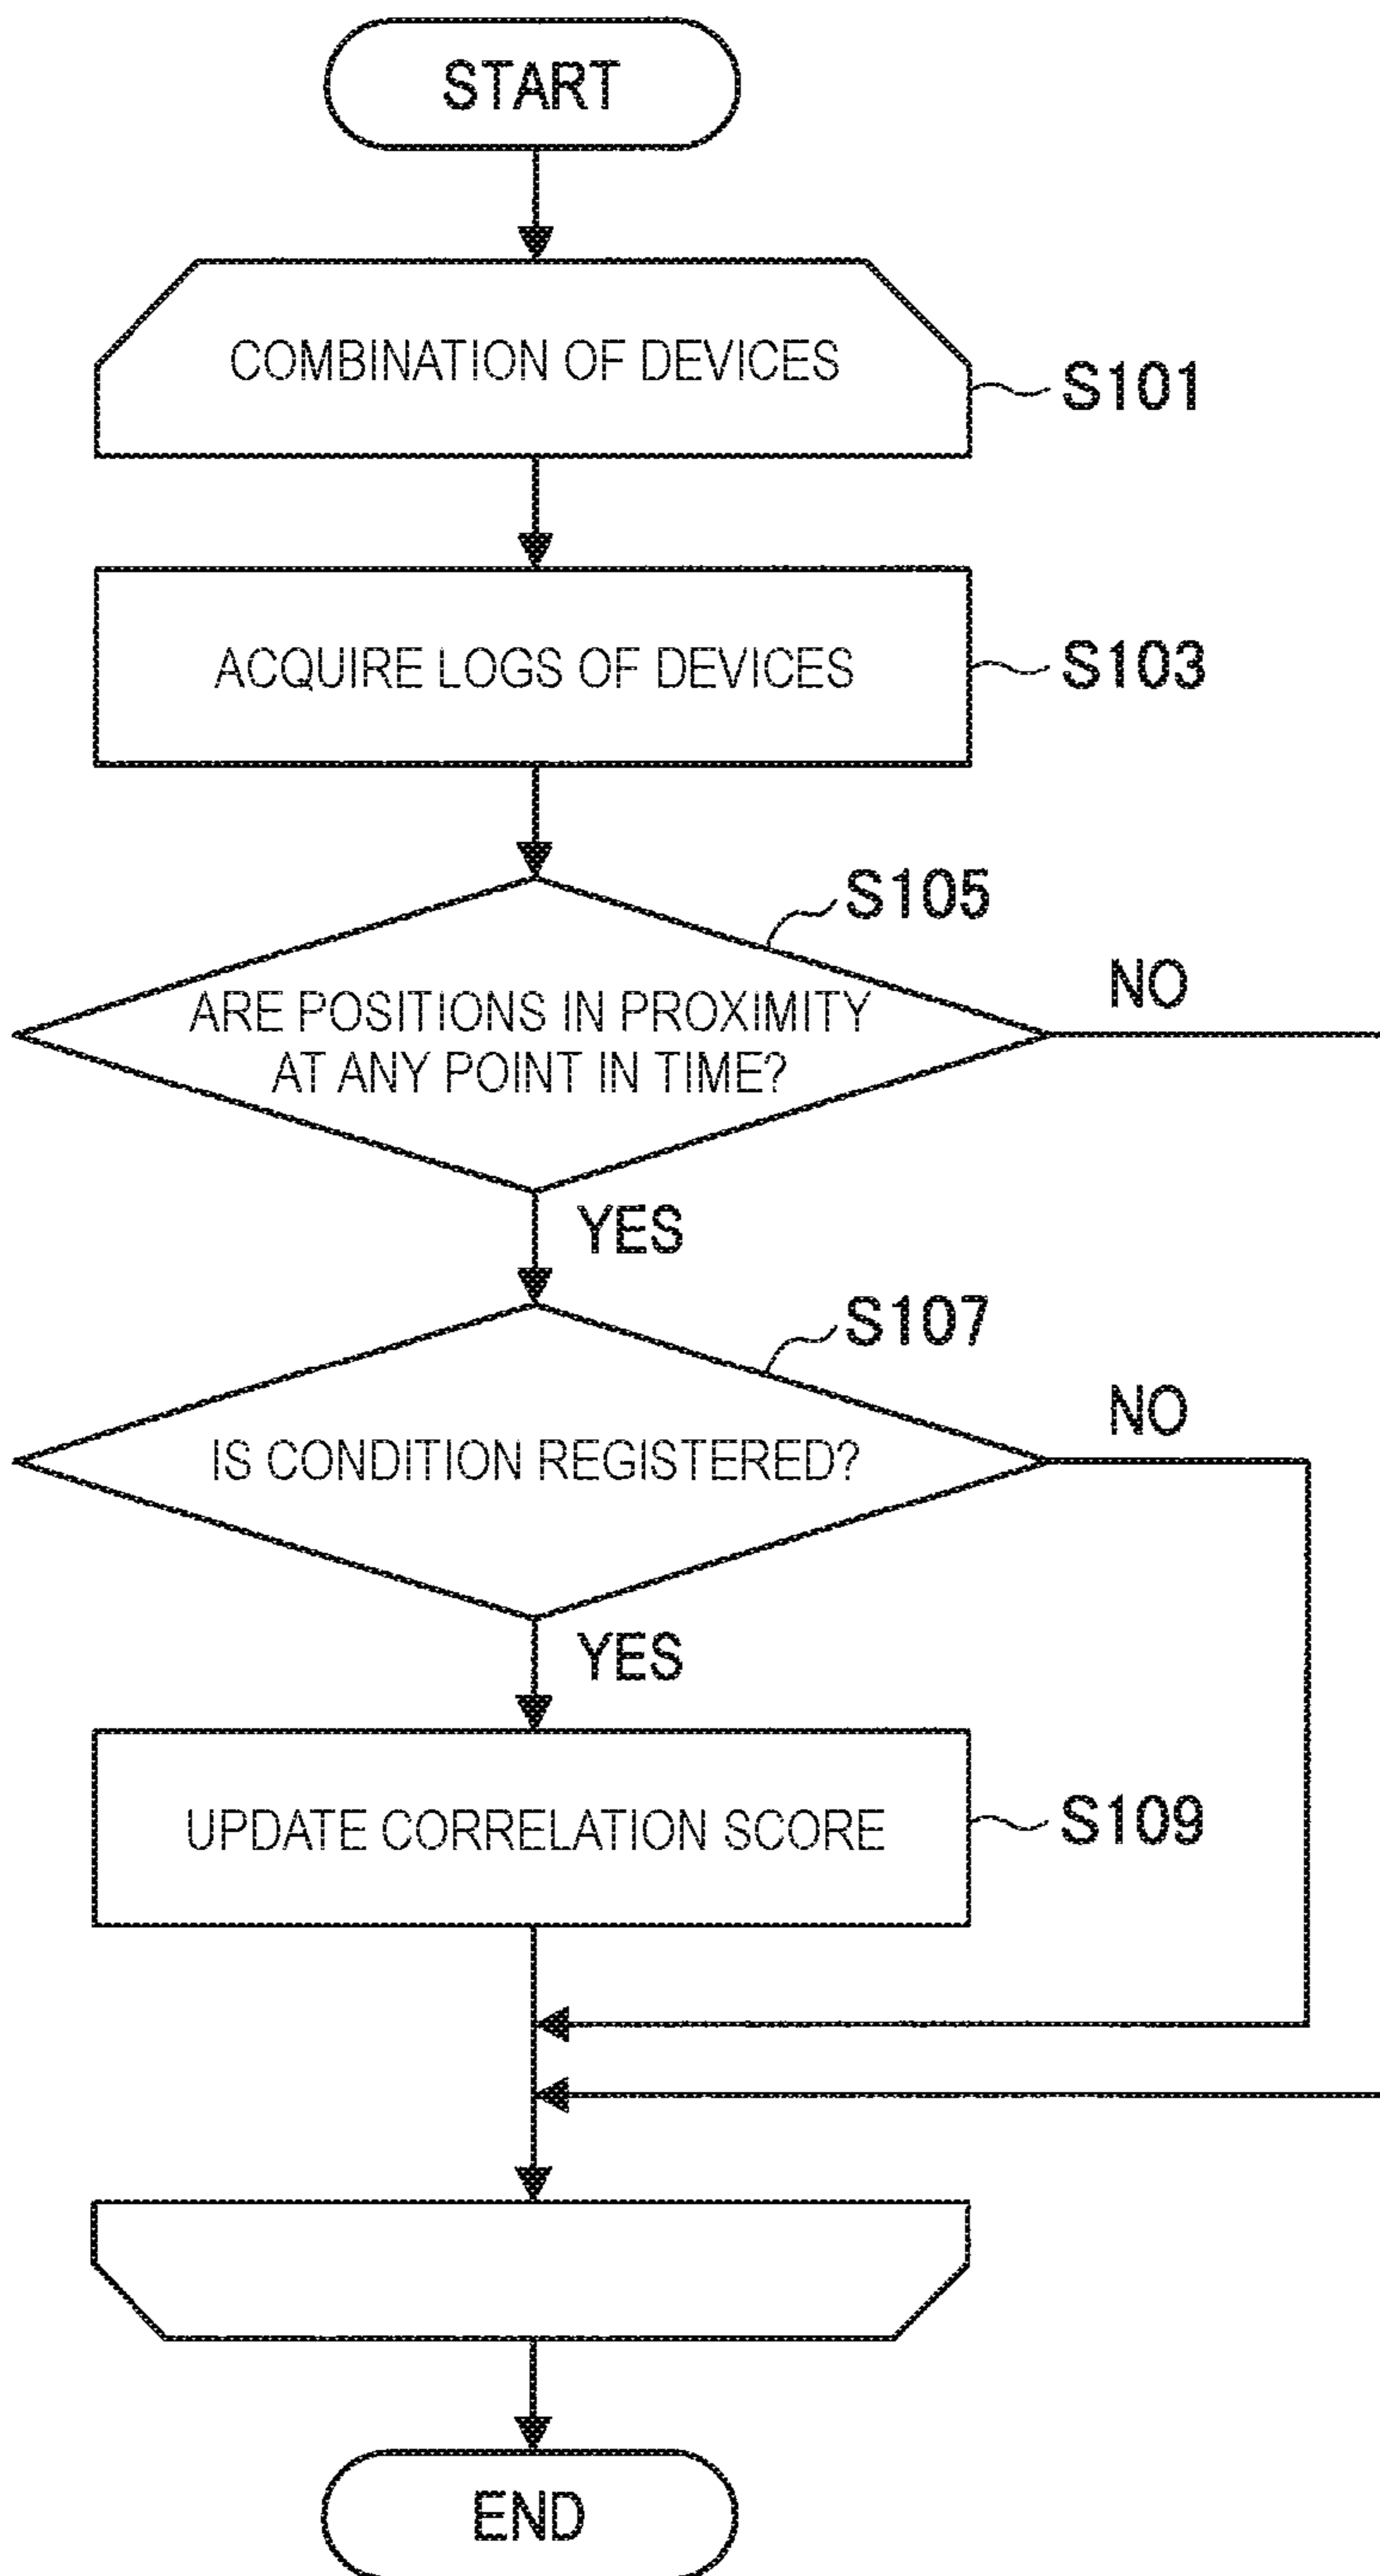 START
COMBINATION OF DEVICES
S101
ACQUIRE LOGS OF DEVICES
S103
S105
ARE POSITIONS IN PROXIMITY
AT ANY POINT IN TIME?
NO
YES
S107
IS CONDITION REGISTERED?
NO
YES
UPDATE CORRELATION SCORE
S109
END